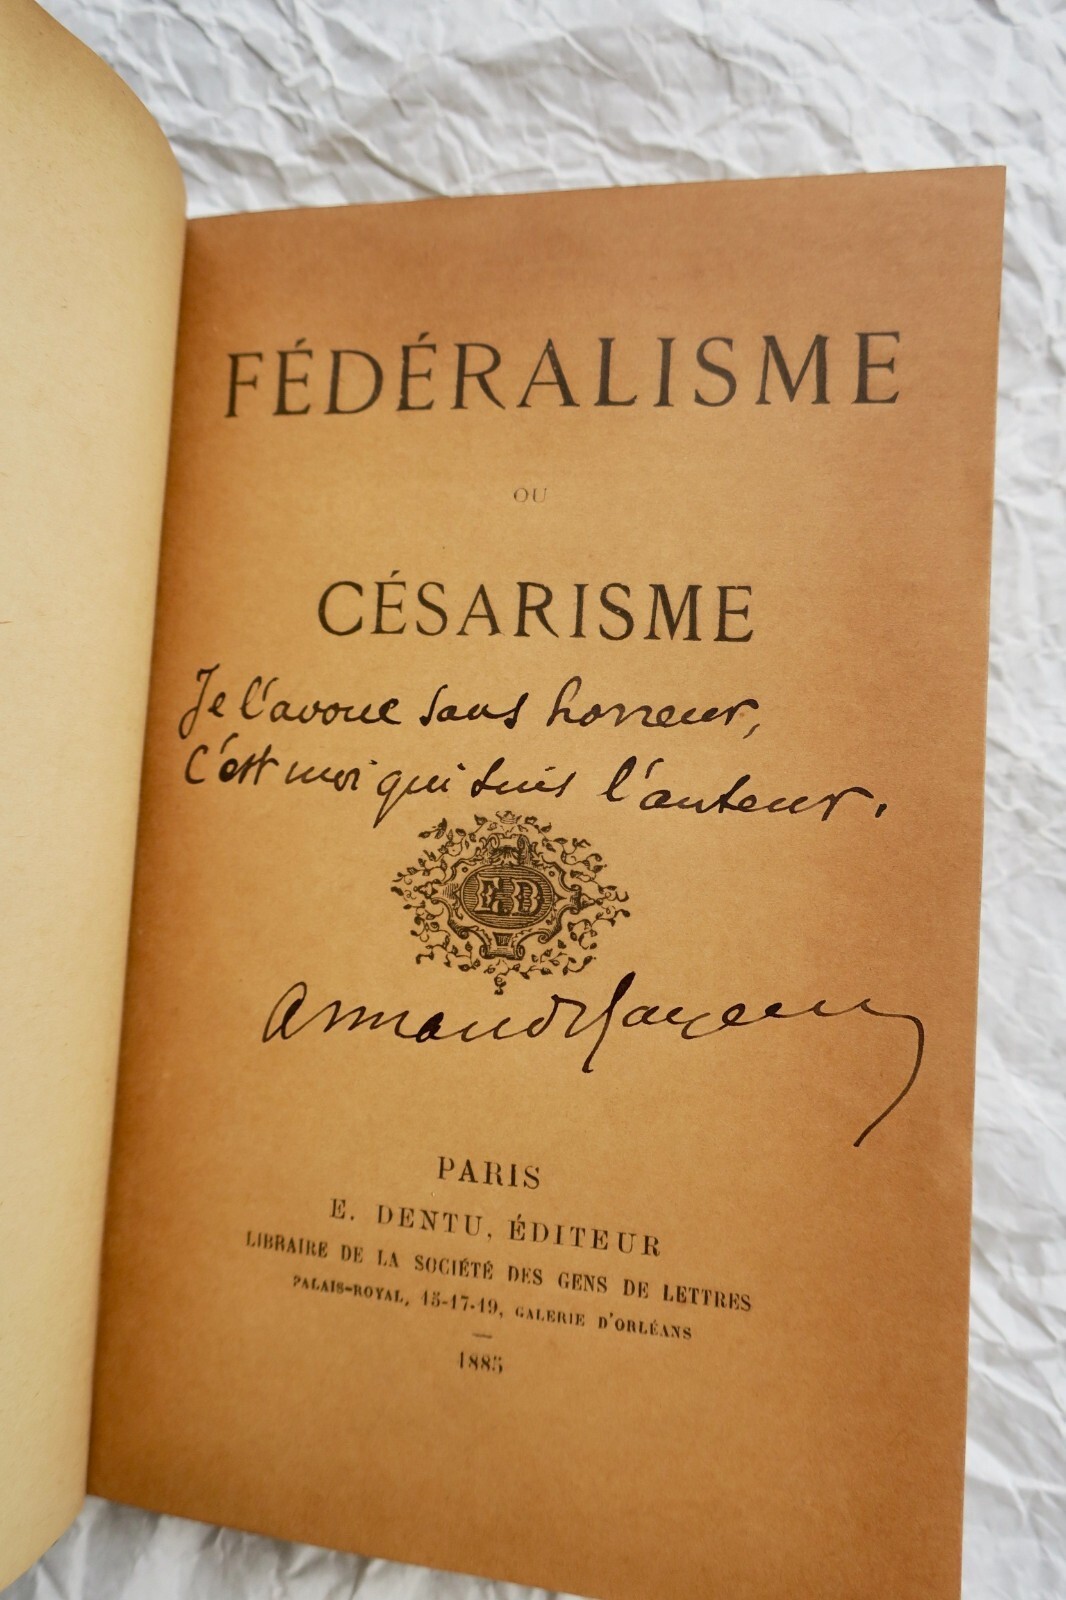 FÉDÉRALISME
OU
CÉSARISME
Je l'avoue sans horreur,
c'est moi qui suis l'auteur.
E.D
Armand Hayem
PARIS
E. DENTU, ÉDITEUR
LIBRAIRE DE LA SOCIÉTÉ DES GENS DE LETTRES
PALAIS-ROYAL, 15-17-19, GALERIE D'ORLÉANS
1885